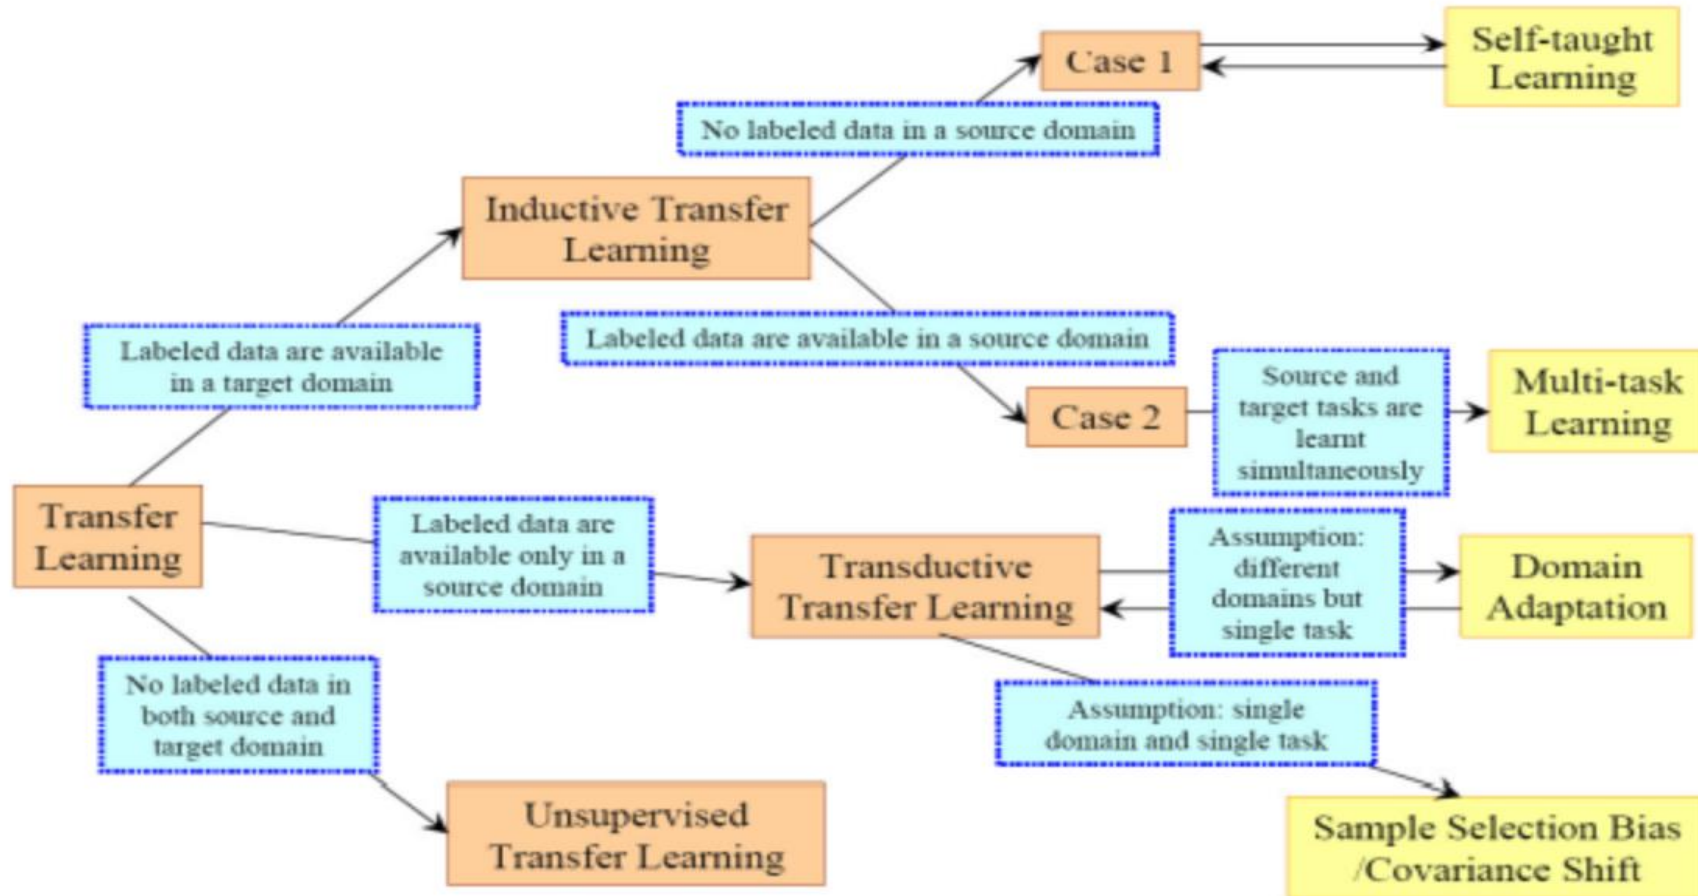 Case 1
Self-taught
Learning
No labeled data in a source domain
Inductive Transfer
Learning
Labeled data are available in a source domain
Labeled data are available
in a target domain
Case 2
Source and
target tasks are
learnt
simultaneously
Multi-task
Learning
Transfer
Learning
Labeled data are
available only in a
source domain
Transductive
Transfer Learning
Assumption:
different
domains but
single task
Domain
Adaptation
No labeled data in
both source and
target domain
Assumption: single
domain and single task
Unsupervised
Transfer Learning
Sample Selection Bias
/Covariance Shift